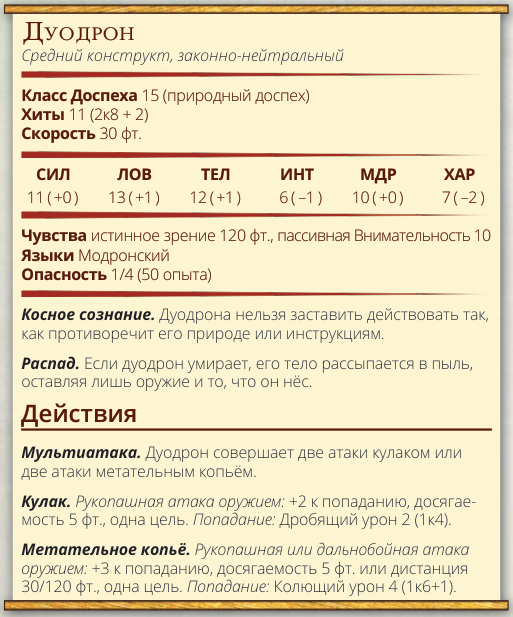 Дуодрон
Средний конструкт, законно-нейтральный
Класс Доспеха 15 (природный доспех)
Хиты 11 (2к8 + 2)
Скорость 30 фт.
СИЛ ЛОВ ТЕЛ ИНТ МДР ХАР
11 (+0) 13 (+1) 12 (+1) 6 (–1) 10 (+0) 7 (–2)
Чувства истинное зрение 120 фт., пассивная Внимательность 10
Языки Модронский
Опасность 1/4 (50 опыта)
Косное сознание. Дуодрона нельзя заставить действовать так,
как противоречит его природе или инструкциям.
Распад. Если дуодрон умирает, его тело рассыпается в пыль,
оставляя лишь оружие и то, что он нёс.
Действия
Мультиатака. Дуодрон совершает две атаки кулаком или
две атаки метательным копьём.
Кулак. Рукопашная атака оружием: +2 к попаданию, досягае-
мость 5 фт., одна цель. Попадание: Дробящий урон 2 (1к4).
Метательное копьё. Рукопашная или дальнобойная атака
оружием: +3 к попаданию, досягаемость 5 фт. или дистанция
30/120 фт., одна цель. Попадание: Колющий урон 4 (1к6+1).